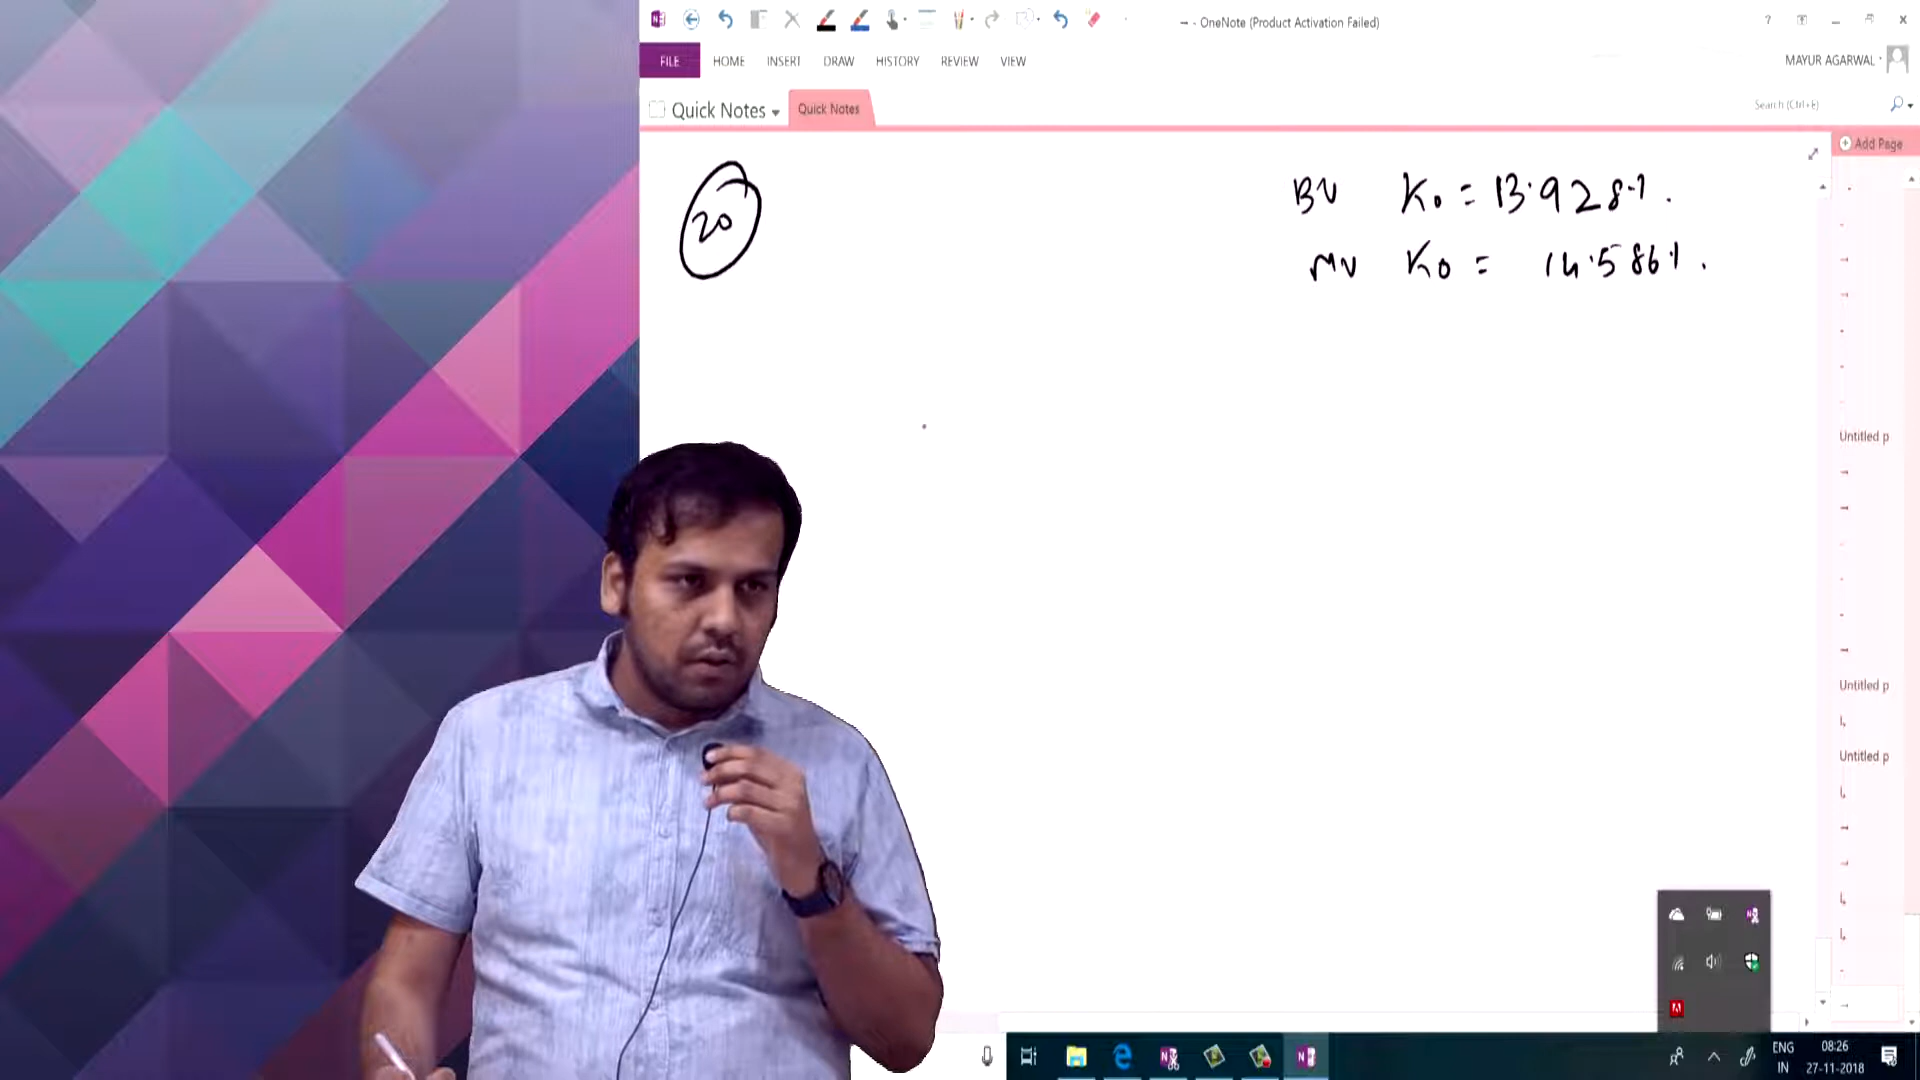 - OneNote (Product Activation Failed)
?
FILE
HOME
INSERT
DRAW
HISTORY
REVIEW
VIEW
MAYUR AGARWAL
Quick Notes
Quick Notes
Search (Ctrl+E)
Add Page
20
BV K₀ = 13.928%.
MV K₀ = 14.586%.
Untitled p
Untitled p
Untitled p
ENG
IN
08:26
27-11-2018